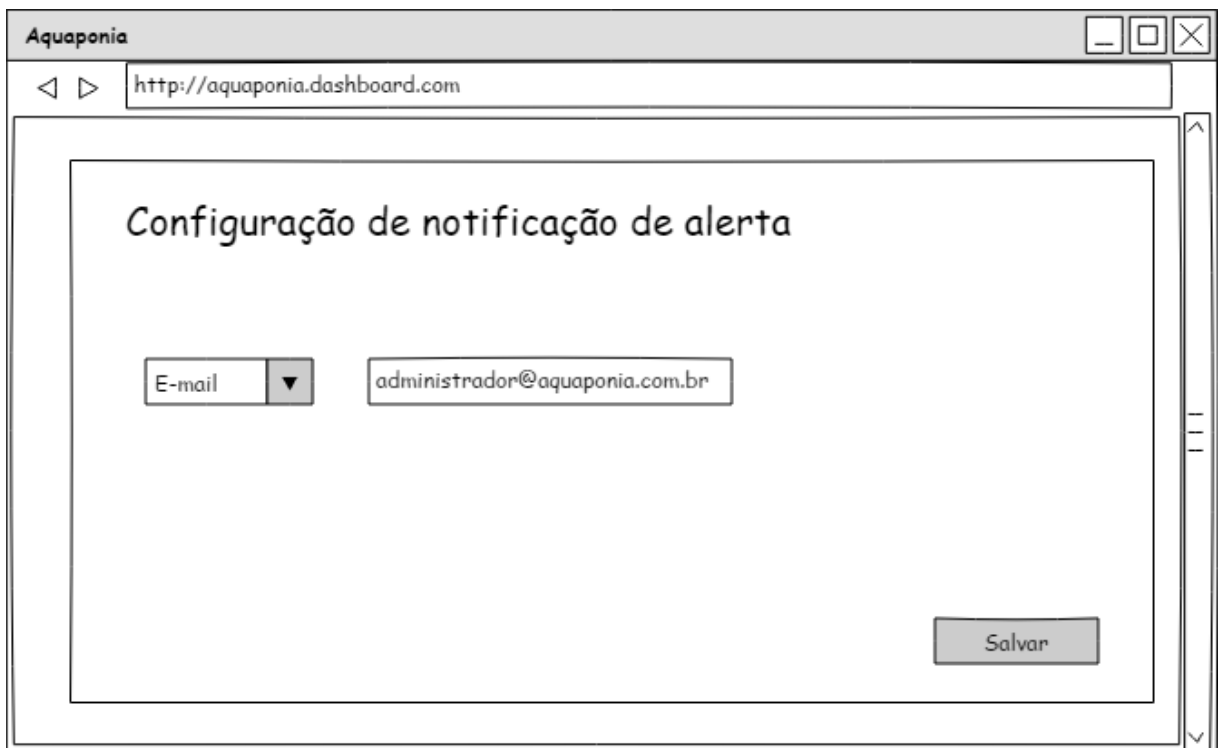 Aquaponia
http://aquaponia.dashboard.com
Configuração de notificação de alerta
E-mail
administrador@aquaponia.com.br
Salvar